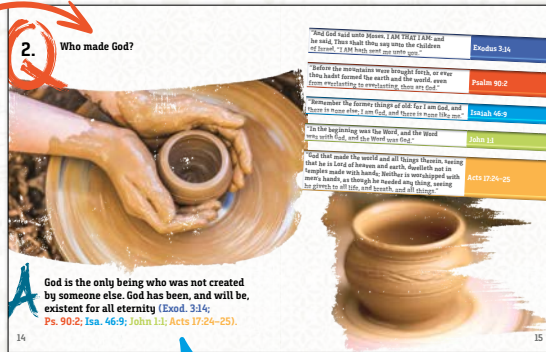 Q
2.
Who made God?
A
God is the only being who was not created
by someone else. God has been, and will be,
existent for all eternity (Exod. 3:14;
Ps. 90:2; Isa. 46:9; John 1:1; Acts 17:24–25).
14
"And God said unto Moses, I AM THAT I AM: and
he said, Thus shalt thou say unto the children
of Israel, "I AM hath sent me unto you."
Exodus 3:14
"Before the mountains were brought forth, or ever
thou hadst formed the earth and the world, even
from everlasting to everlasting, thou art God."
Psalm 90:2
"Remember the former things of old: for I am God, and
there is none else; I am God, and there is none like me."
Isaiah 46:9
"In the beginning was the Word, and the Word
was with God, and the Word was God."
John 1:1
"God that made the world and all things therein, seeing
that he is Lord of heaven and earth, dwelleth not in
temples made with hands; Neither is worshipped with
men's hands, as though he needed any thing, seeing
he giveth to all life, and breath, and all things."
Acts 17:24–25
15